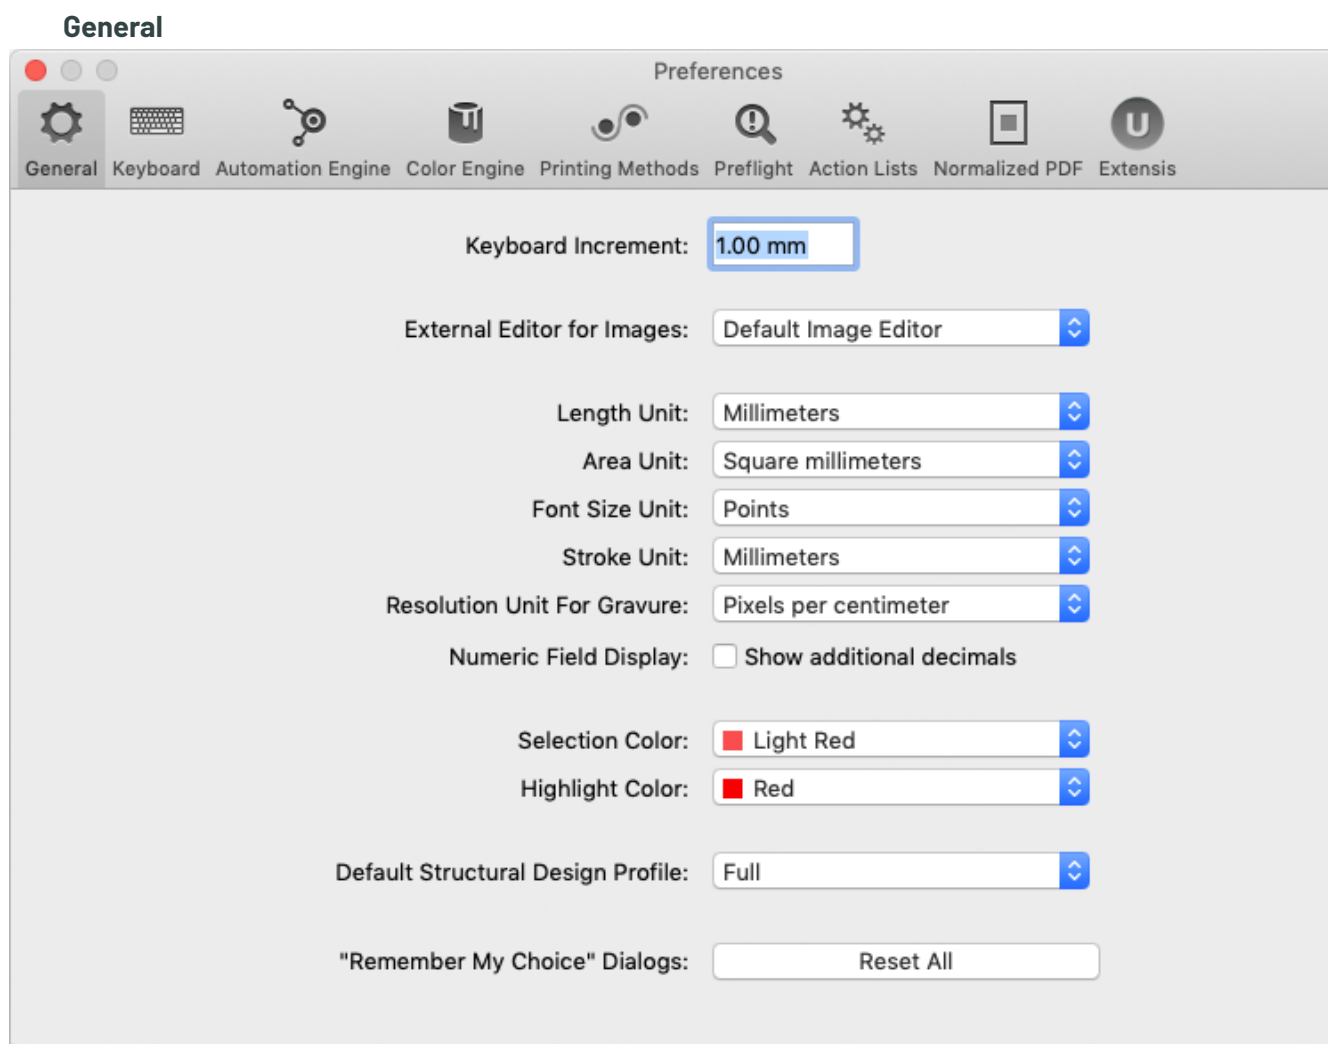 General
Preferences
General Keyboard Automation Engine Color Engine Printing Methods Preflight Action Lists Normalized PDF Extensis
Keyboard Increment: 1.00 mm
External Editor for Images: Default Image Editor
Length Unit: Millimeters
Area Unit: Square millimeters
Font Size Unit: Points
Stroke Unit: Millimeters
Resolution Unit For Gravure: Pixels per centimeter
Numeric Field Display: Show additional decimals
Selection Color: Light Red
Highlight Color: Red
Default Structural Design Profile: Full
"Remember My Choice" Dialogs: Reset All